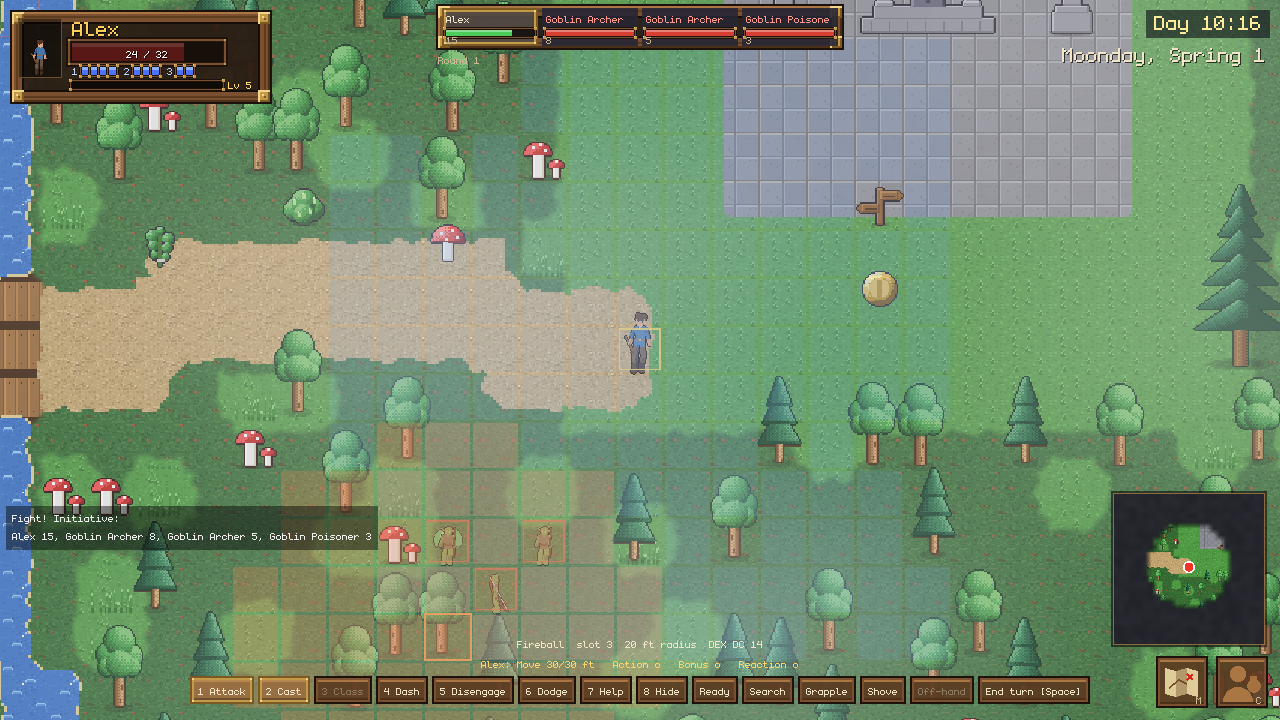 Alex
24 / 32
1 2 3
Lv 5
Alex
15
Goblin Archer
8
Goblin Archer
5
Goblin Poisone
3
Round 1
Day 10:16
Moonday, Spring 1
Fight! Initiative:
Alex 15, Goblin Archer 8, Goblin Archer 5, Goblin Poisoner 3
Fireball slot 3 20 ft radius DEX DC 14
Alex: Move 30/30 ft Action o Bonus o Reaction o
1 Attack
2 Cast
3 Class
4 Dash
5 Disengage
6 Dodge
7 Help
8 Hide
Ready
Search
Grapple
Shove
Off-hand
End turn [Space]
M
C